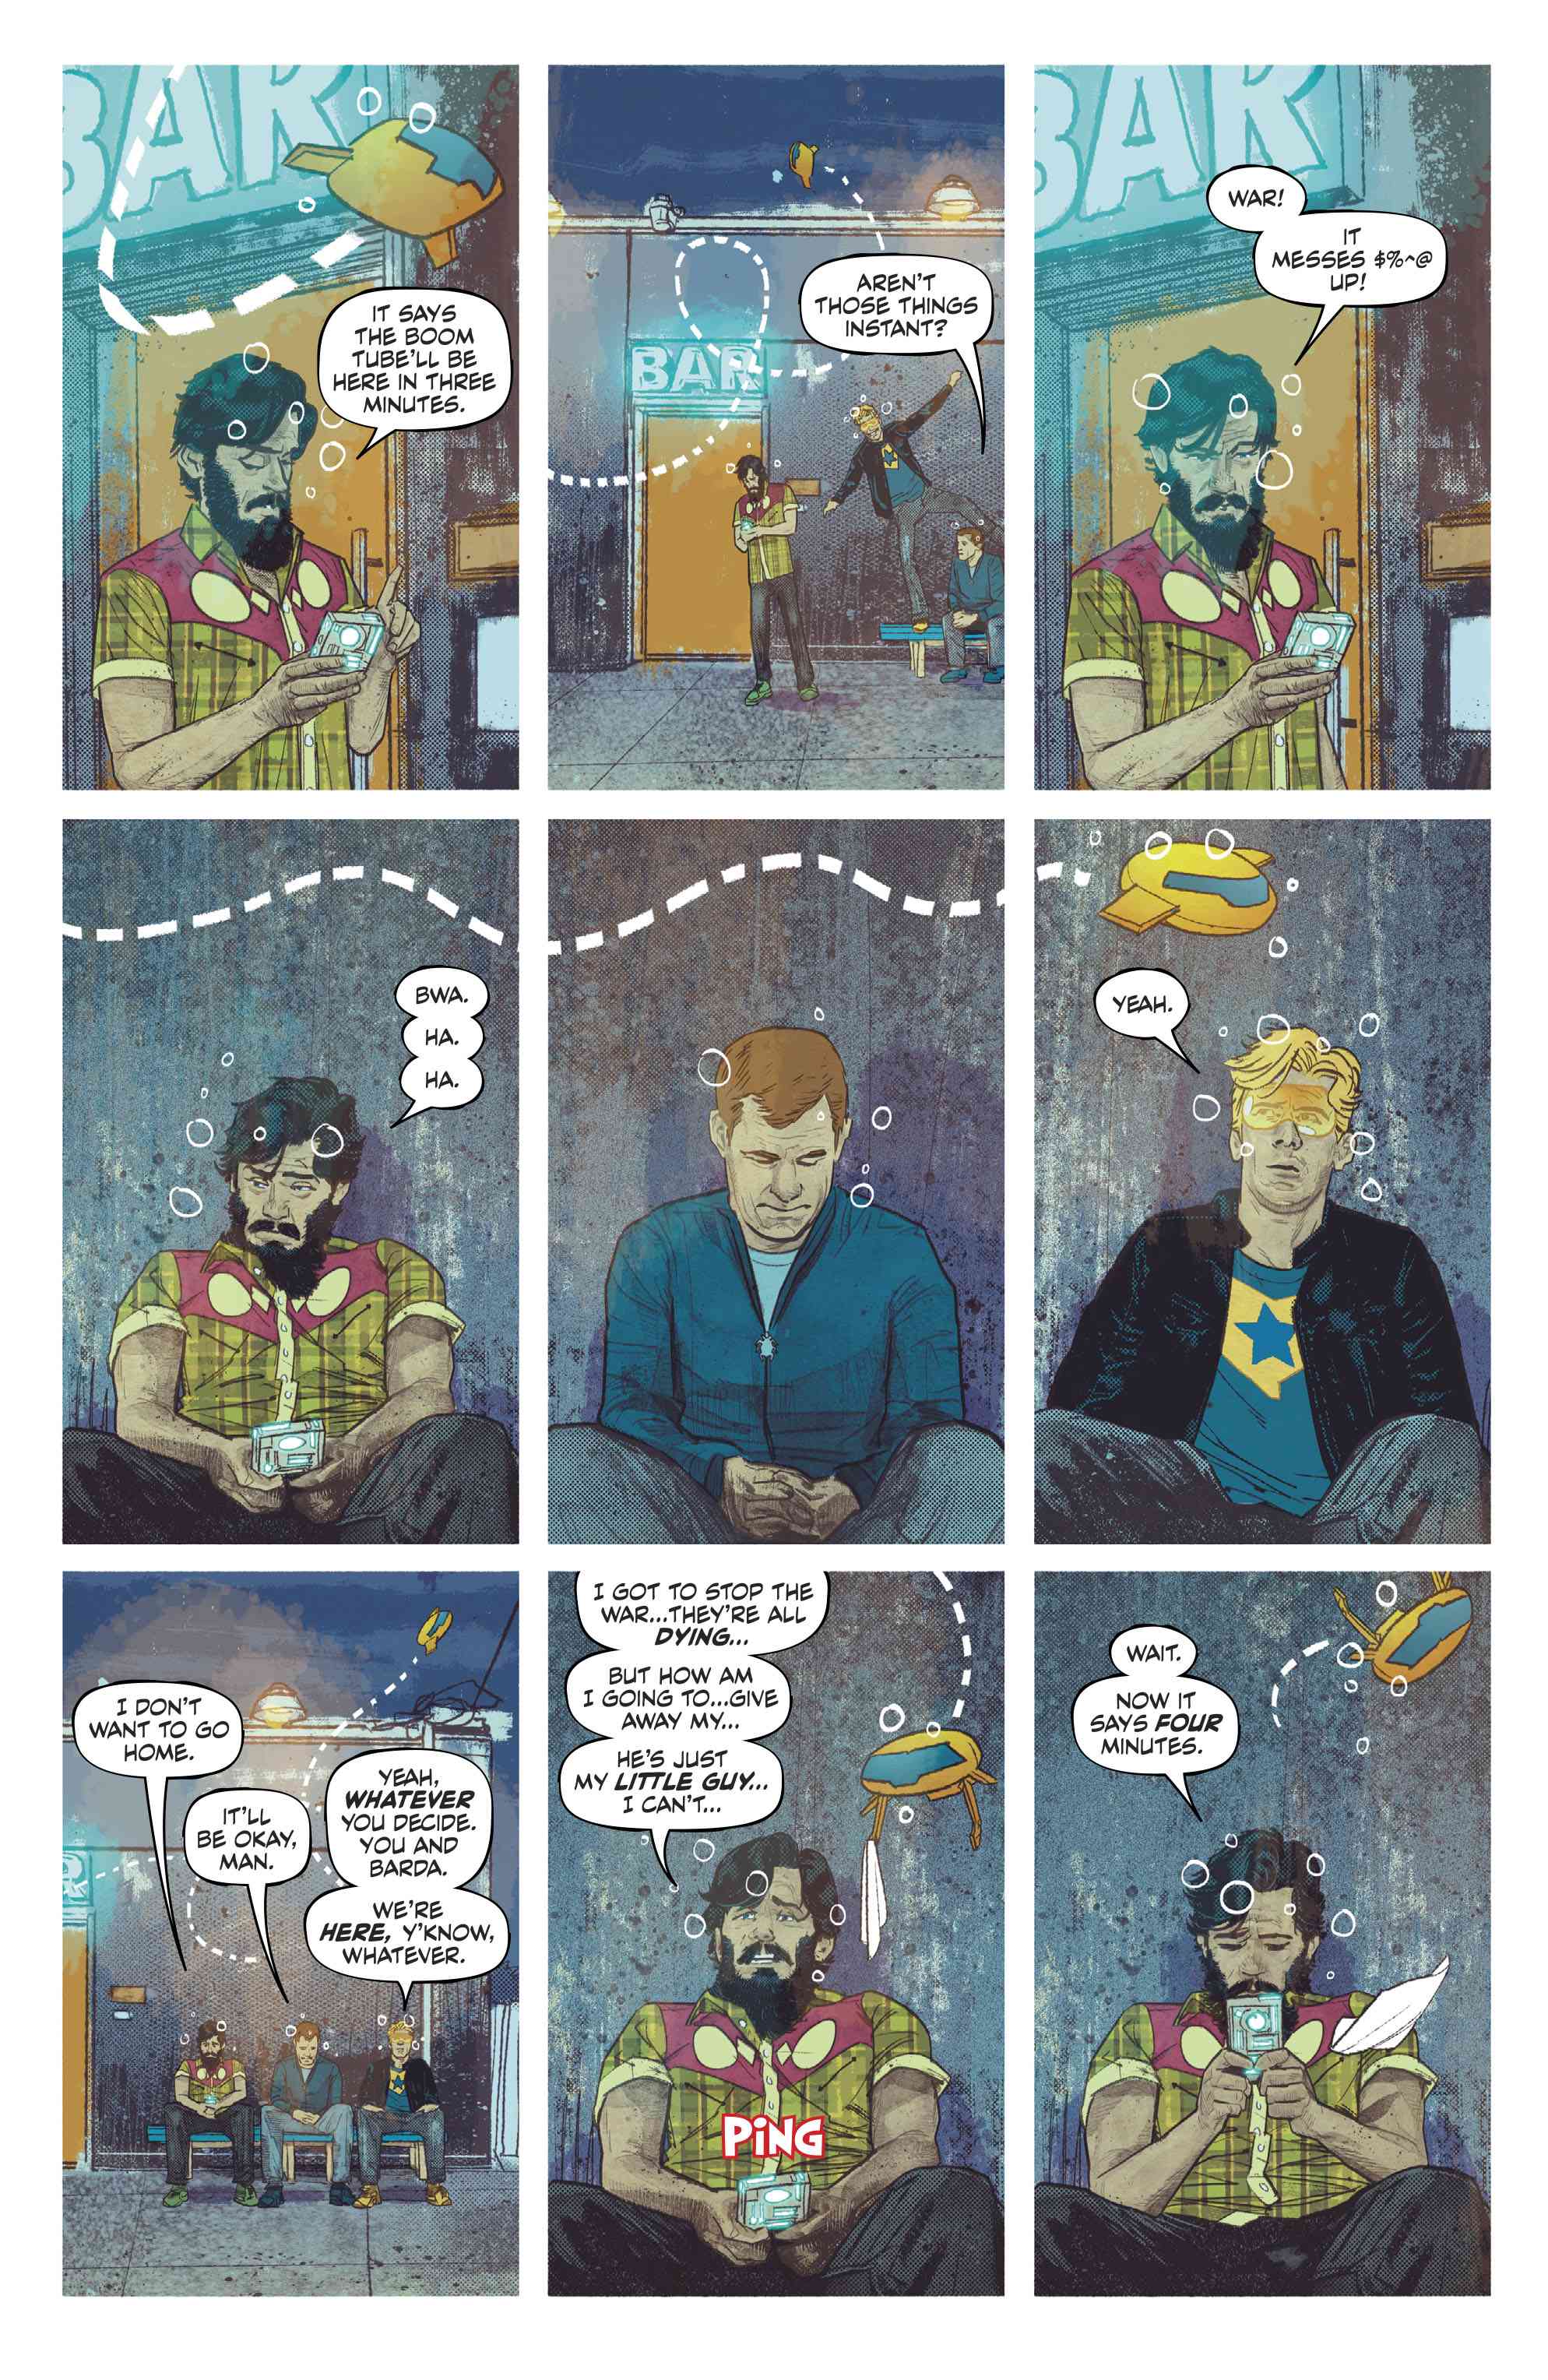 BAR
IT SAYS
THE BOOM
TUBE'LL BE
HERE IN THREE
MINUTES.
BAR
AREN'T
THOSE THINGS
INSTANT?
BAR
WAR!
IT
MESSES $%^@
UP!
BWA.
HA.
HA.
YEAH.
I DON'T
WANT TO GO
HOME.
IT'LL
BE OKAY,
MAN.
YEAH,
WHATEVER
YOU DECIDE.
YOU AND
BARDA.
WE'RE
HERE, Y'KNOW,
WHATEVER.
R
I GOT TO STOP THE
WAR...THEY'RE ALL
DYING...
BUT HOW AM
I GOING TO...GIVE
AWAY MY...
HE'S JUST
MY LITTLE GUY...
I CAN'T...
PiNG
WAIT.
NOW IT
SAYS FOUR
MINUTES.